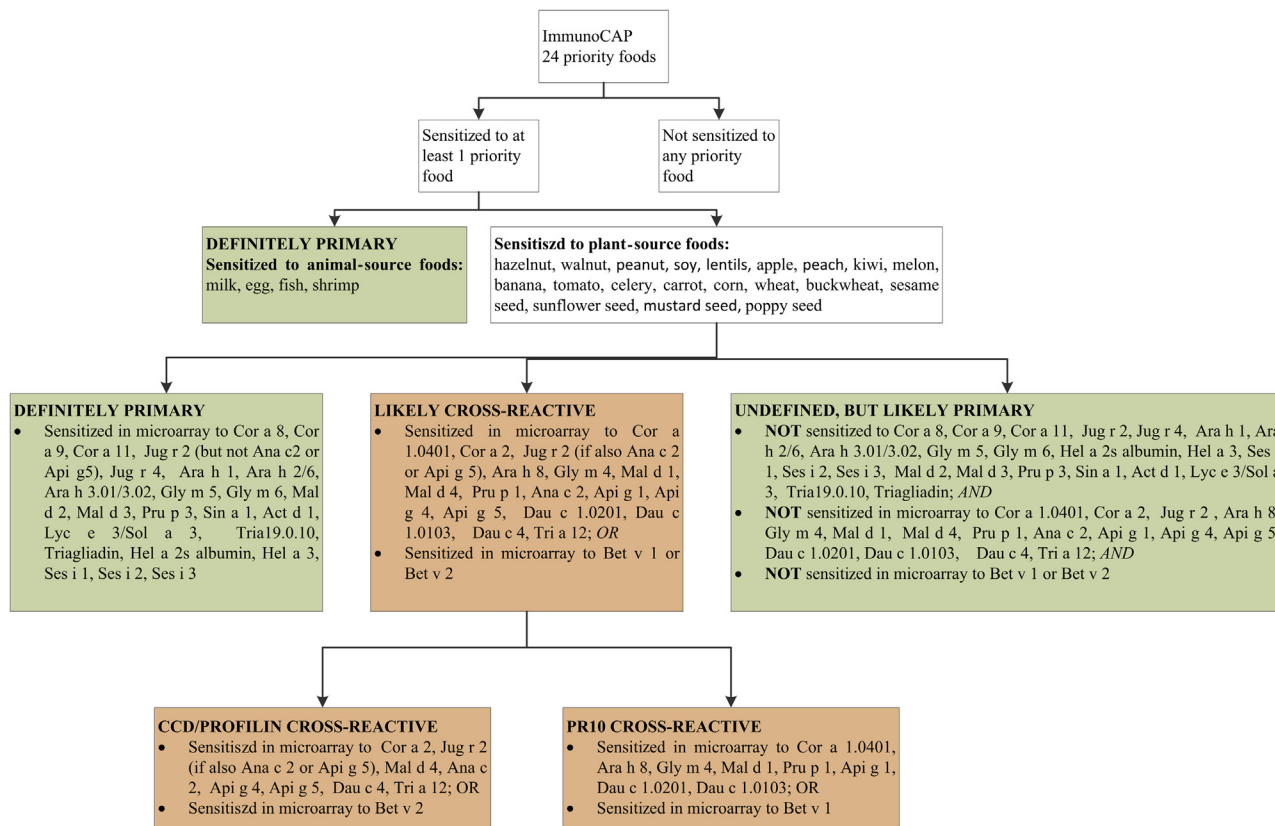 ImmunoCAP
24 priority foods
Sensitized to at
least 1 priority
food
Not sensitized to
any priority
food
DEFINITELY PRIMARY
Sensitized to animal-source foods:
milk, egg, fish, shrimp
Sensitiszd to plant-source foods:
hazelnut, walnut, peanut, soy, lentils, apple, peach, kiwi, melon,
banana, tomato, celery, carrot, corn, wheat, buckwheat, sesame
seed, sunflower seed, mustard seed, poppy seed
DEFINITELY PRIMARY
• Sensitized in microarray to Cor a 8, Cor
a 9, Cor a 11, Jug r 2 (but not Ana c2 or
Api g5), Jug r 4, Ara h 1, Ara h 2/6,
Ara h 3.01/3.02, Gly m 5, Gly m 6, Mal
d 2, Mal d 3, Pru p 3, Sin a 1, Act d 1,
Lyc e 3/Sol a 3, Tria19.0.10,
Triagliadin, Hel a 2s albumin, Hel a 3,
Ses i 1, Ses i 2, Ses i 3
LIKELY CROSS-REACTIVE
• Sensitized in microarray to Cor a
1.0401, Cor a 2, Jug r 2 (if also Ana c 2
or Api g 5), Ara h 8, Gly m 4, Mal d 1,
Mal d 4, Pru p 1, Ana c 2, Api g 1, Api
g 4, Api g 5, Dau c 1.0201, Dau c
1.0103, Dau c 4, Tri a 12; OR
• Sensitized in microarray to Bet v 1 or
Bet v 2
UNDEFINED, BUT LIKELY PRIMARY
• NOT sensitized to Cor a 8, Cor a 9, Cor a 11, Jug r 2, Jug r 4, Ara h 1, Ara
h 2/6, Ara h 3.01/3.02, Gly m 5, Gly m 6, Hel a 2s albumin, Hel a 3, Ses i
1, Ses i 2, Ses i 3, Mal d 2, Mal d 3, Pru p 3, Sin a 1, Act d 1, Lyc e 3/Sol a
3, Tria19.0.10, Triagliadin; AND
• NOT sensitized in microarray to Cor a 1.0401, Cor a 2, Jug r 2 , Ara h 8,
Gly m 4, Mal d 1, Mal d 4, Pru p 1, Ana c 2, Api g 1, Api g 4, Api g 5,
Dau c 1.0201, Dau c 1.0103, Dau c 4, Tri a 12; AND
• NOT sensitized in microarray to Bet v 1 or Bet v 2
CCD/PROFILIN CROSS-REACTIVE
• Sensitiszd in microarray to Cor a 2, Jug r 2
(if also Ana c 2 or Api g 5), Mal d 4, Ana c
2, Api g 4, Api g 5, Dau c 4, Tri a 12; OR
• Sensitiszd in microarray to Bet v 2
PR10 CROSS-REACTIVE
• Sensitized in microarray to Cor a 1.0401,
Ara h 8, Gly m 4, Mal d 1, Pru p 1, Api g 1,
Dau c 1.0201, Dau c 1.0103; OR
• Sensitized in microarray to Bet v 1